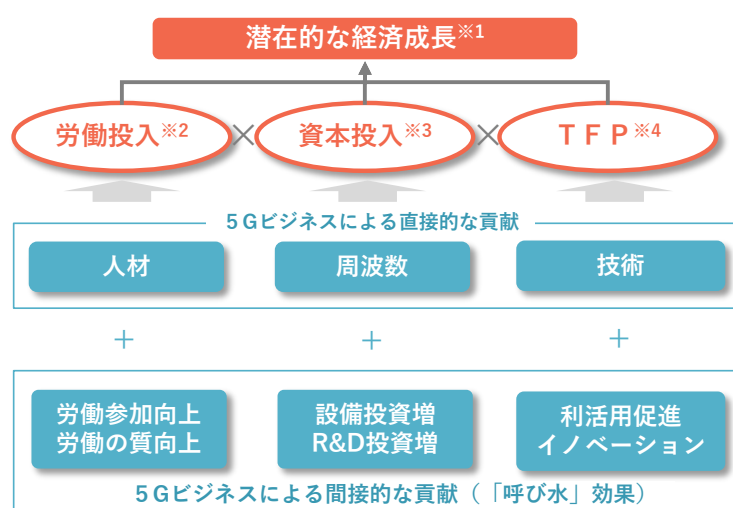 潜在的な経済成長※1
労働投入※2 × 資本投入※3 × ＴＦＰ※4
５Gビジネスによる直接的な貢献
人材 周波数 技術
＋ ＋ ＋
労働参加向上 設備投資増 利活用促進
労働の質向上 R&D投資増 イノベーション
５Gビジネスによる間接的な貢献（「呼び水」効果）